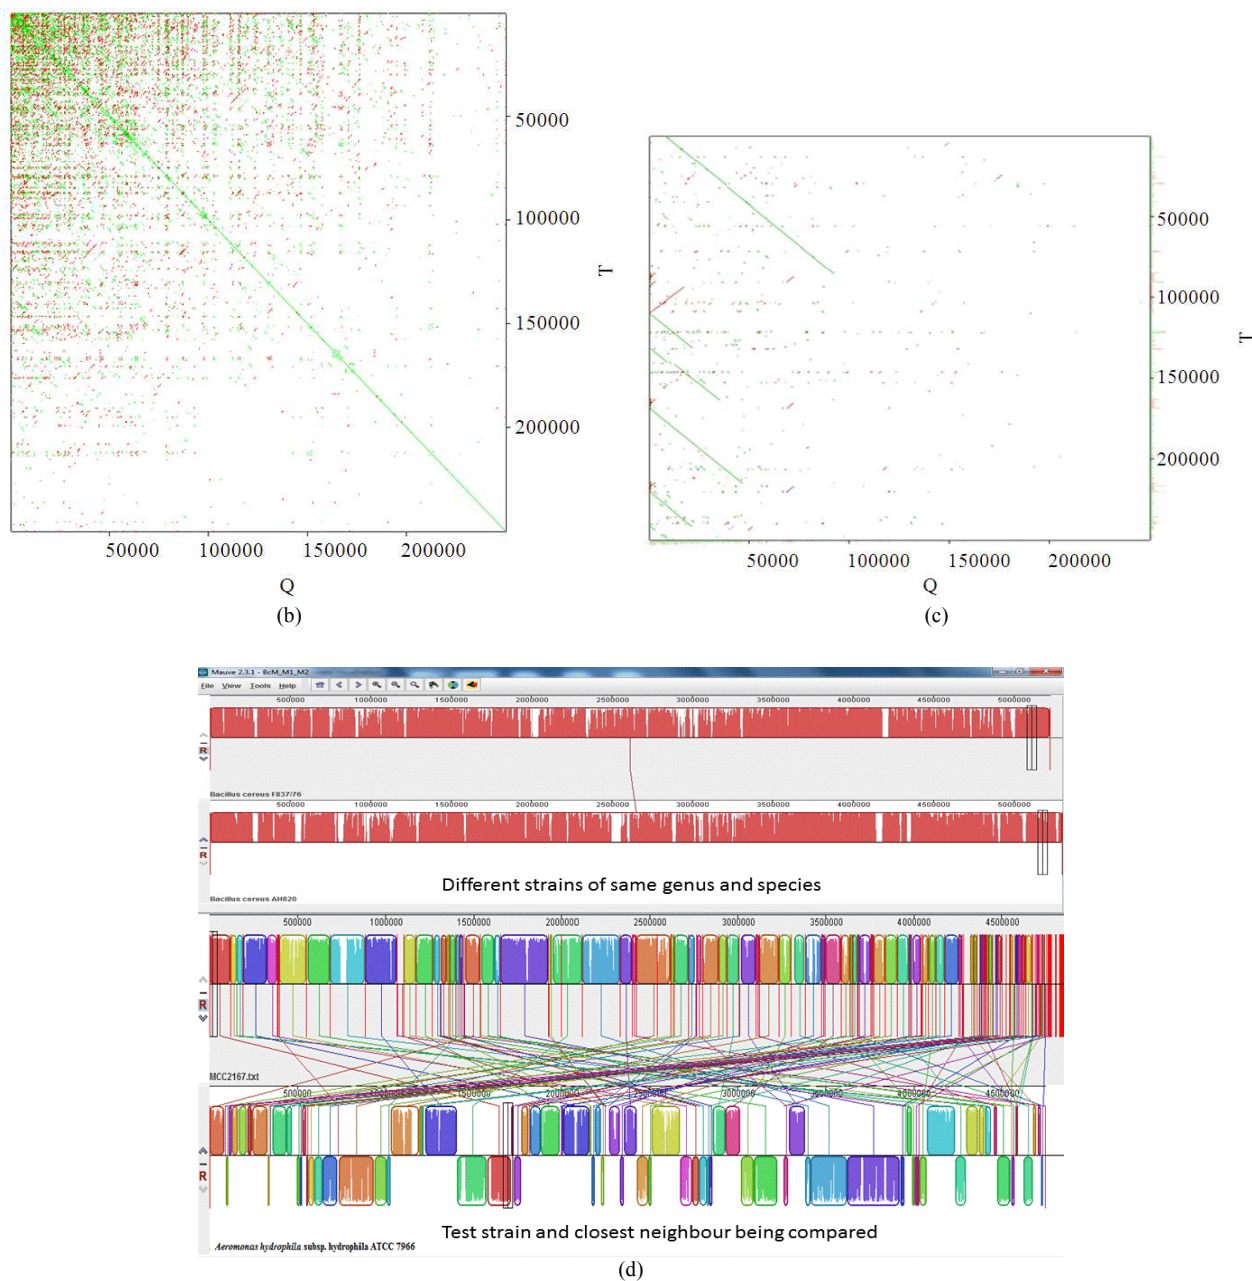 50000
100000
150000
200000
T
50000 100000 150000 200000
Q
(b)
50000
100000
150000
200000
T
50000 100000 150000 200000
Q
(c)
Mauve 2.3.1 - BcM_M1_M2
File View Tools Help
500000 1000000 1500000 2000000 2500000 3000000 3500000 4000000 4500000 5000000
R
Bacillus cereus F837/76
500000 1000000 1500000 2000000 2500000 3000000 3500000 4000000 4500000 5000000
R
Different strains of same genus and species
Bacillus cereus AH820
500000 1000000 1500000 2000000 2500000 3000000 3500000 4000000 4500000
R
MCC2167.txt
500000 1500000 2000000 2500000 3000000 4000000 4500000
R
Test strain and closest neighbour being compared
Aeromonas hydrophila subsp. hydrophila ATCC 7966
(d)